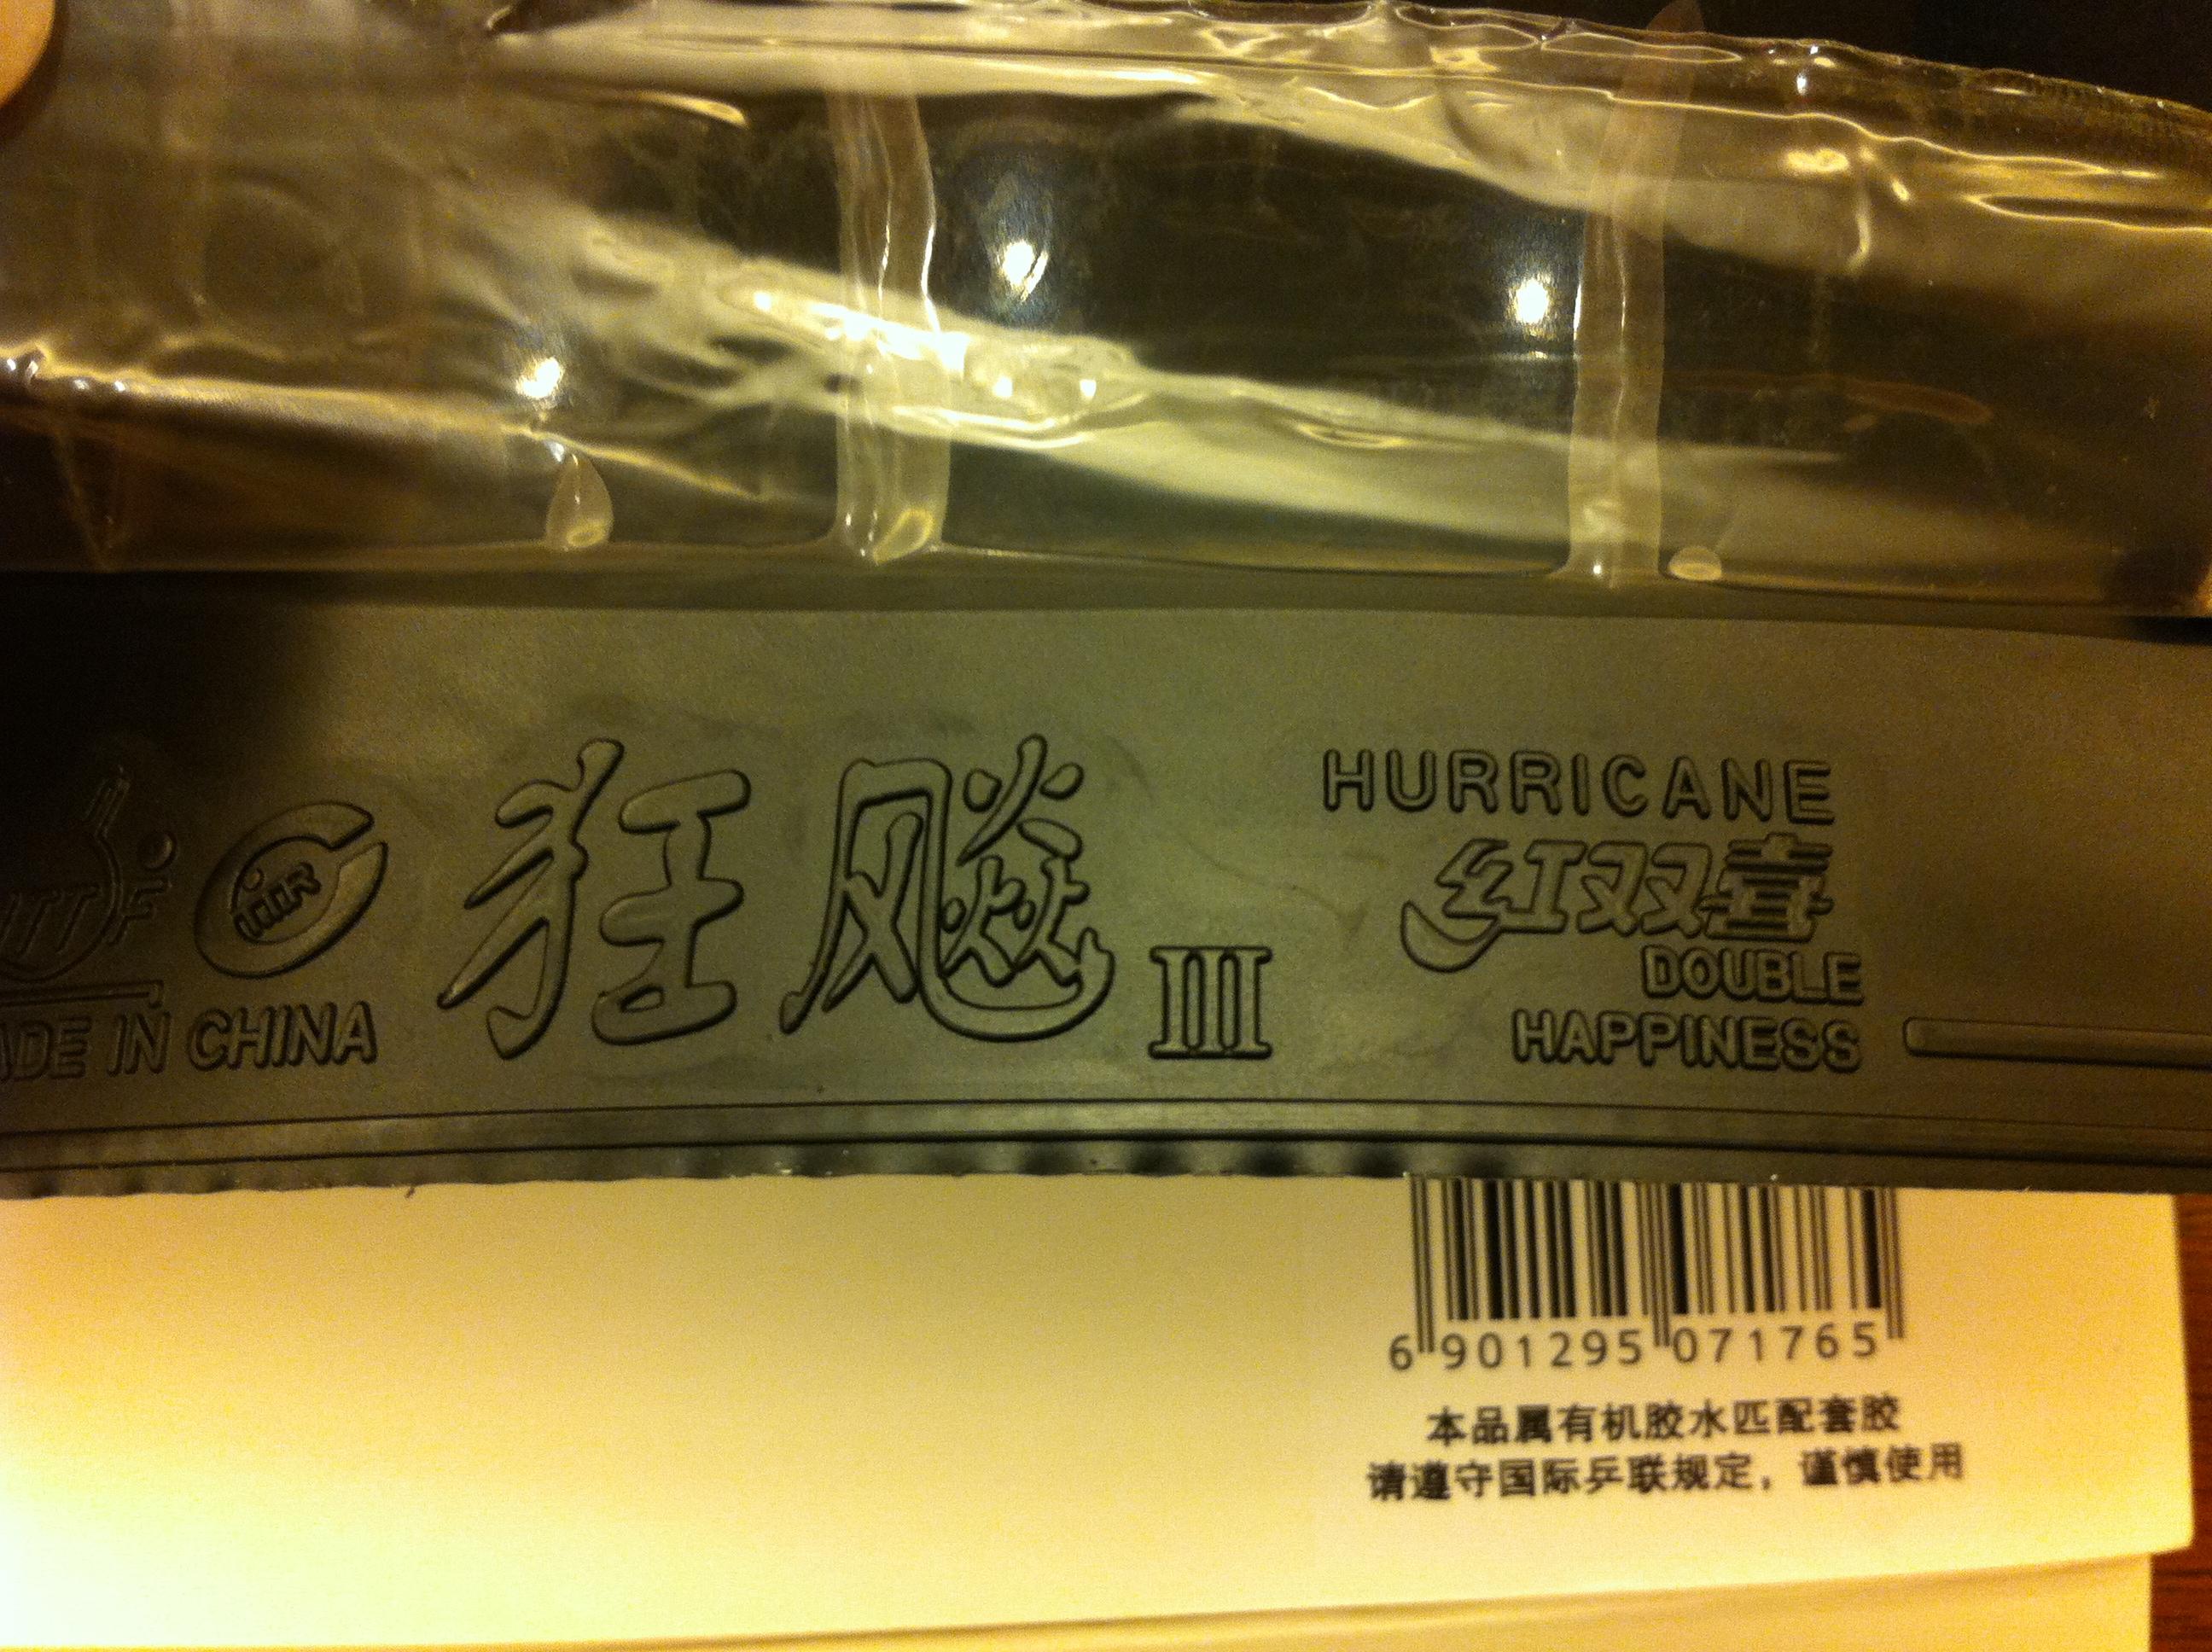 ITTF
MADE IN CHINA
狂飚 III
HURRICANE
红双喜
DOUBLE
HAPPINESS
6 901295 071765
本品属有机胶水匹配套胶
请遵守国际乒联规定，谨慎使用